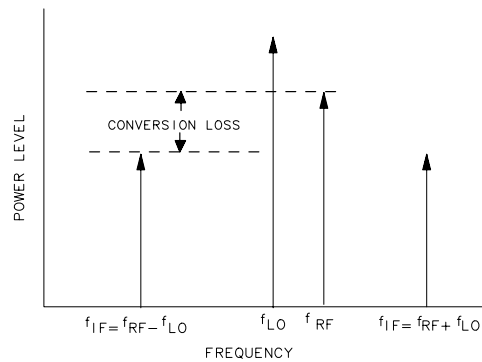 CONVERSION LOSS
POWER LEVEL
fIF= fRF– fLO
fLO
fRF
fIF= fRF+ fLO
FREQUENCY